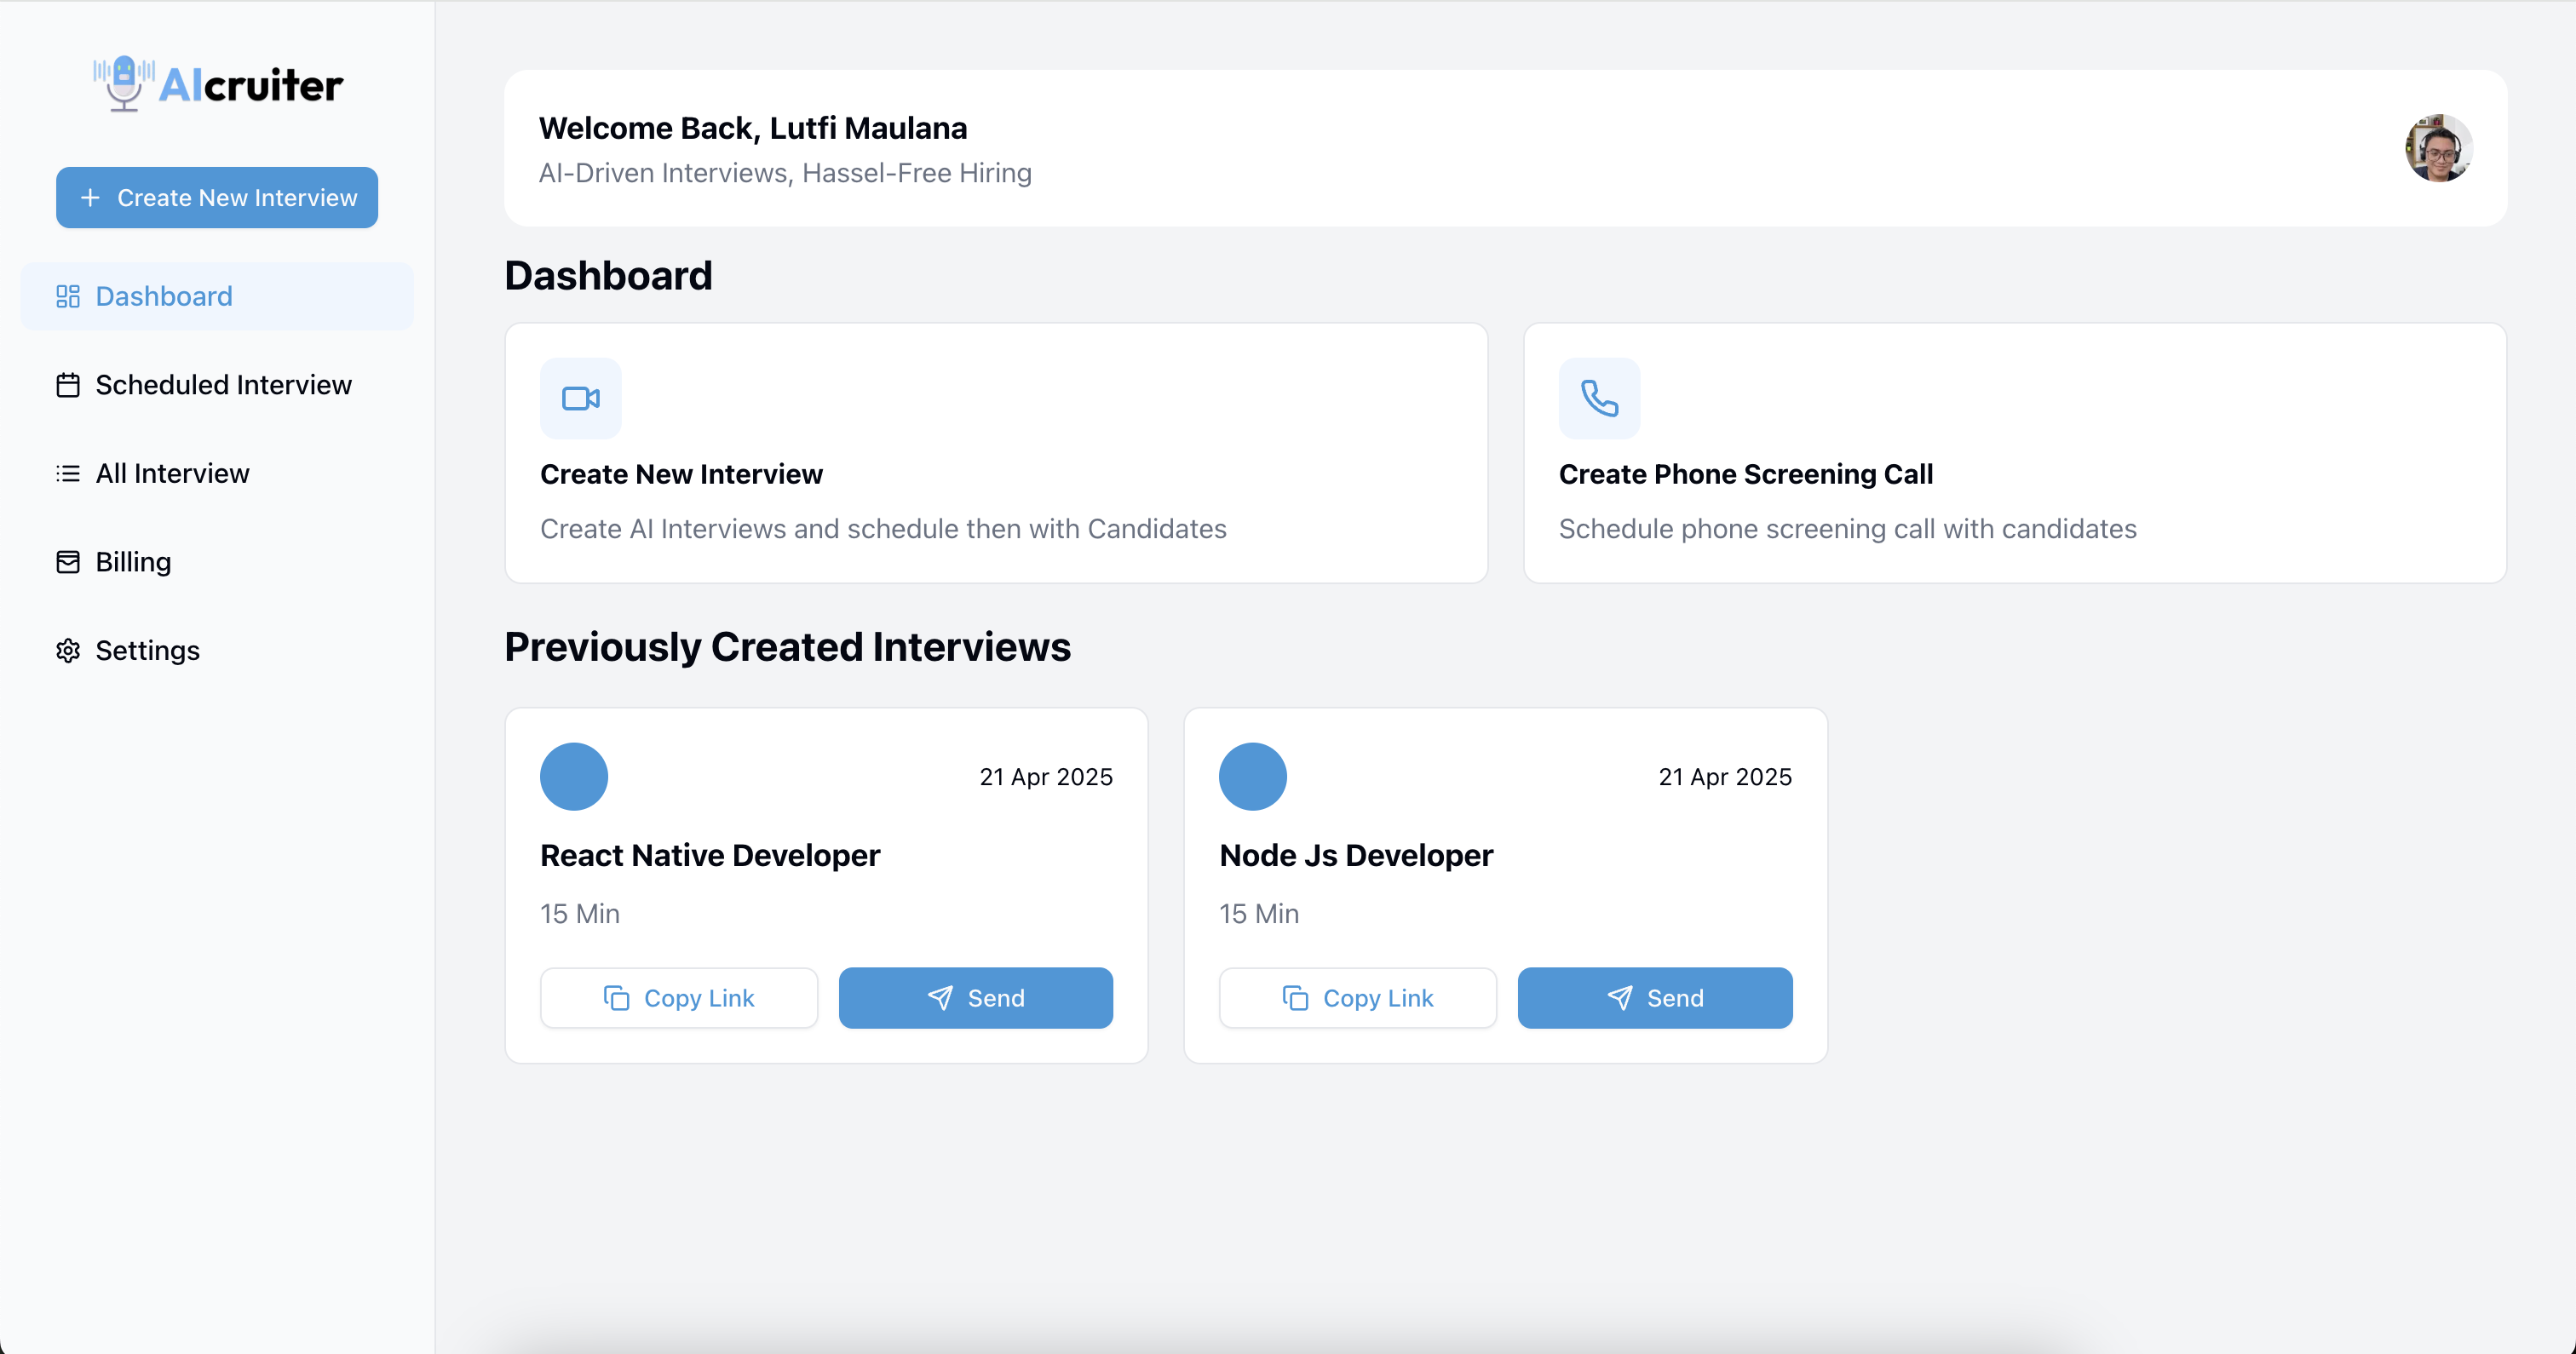 AIcruiter
Create New Interview
Dashboard
Scheduled Interview
All Interview
Billing
Settings
Welcome Back, Lutfi Maulana
AI-Driven Interviews, Hassel-Free Hiring
Dashboard
Create New Interview
Create AI Interviews and schedule then with Candidates
Create Phone Screening Call
Schedule phone screening call with candidates
Previously Created Interviews
21 Apr 2025
React Native Developer
15 Min
Copy Link
Send
21 Apr 2025
Node Js Developer
15 Min
Copy Link
Send